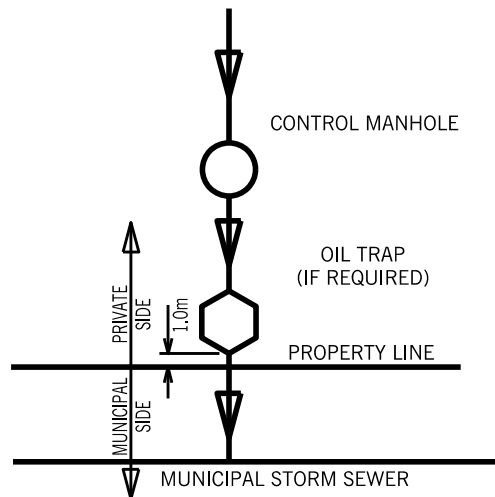 CONTROL MANHOLE
OIL TRAP
(IF REQUIRED)
PRIVATE
SIDE
1.0m
PROPERTY LINE
MUNICIPAL
SIDE
MUNICIPAL STORM SEWER